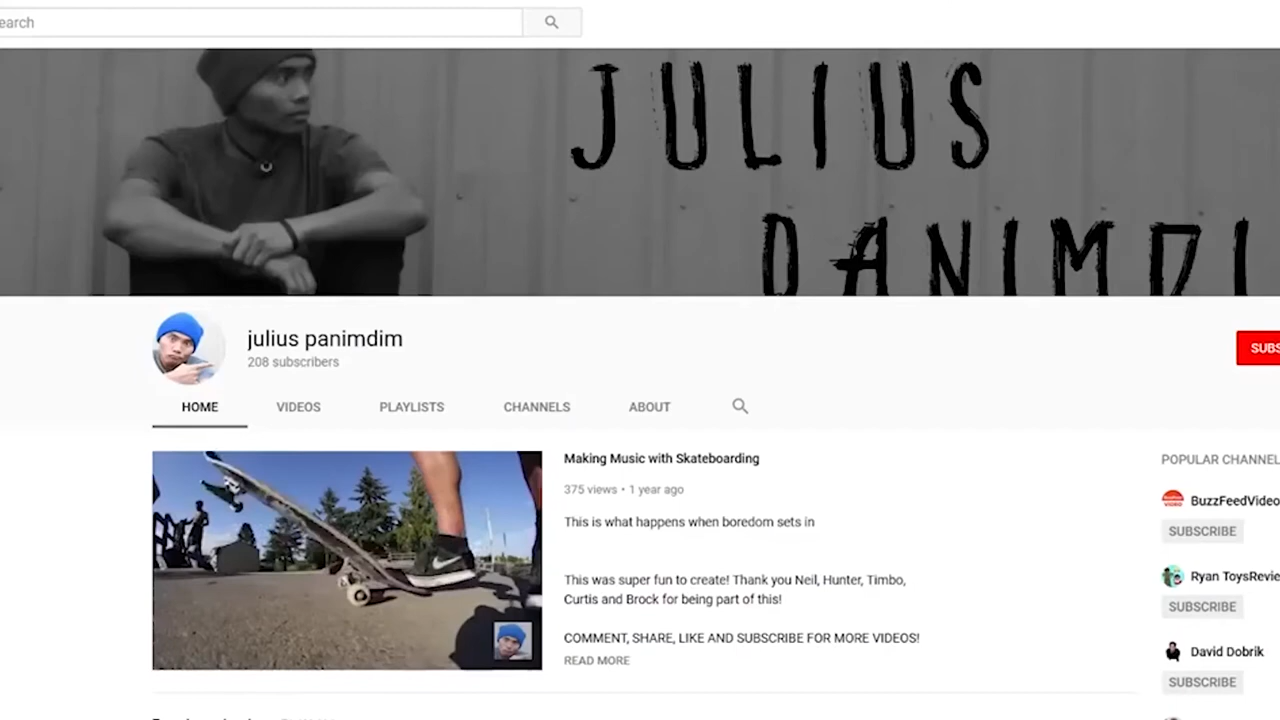 earch
JULIUS
PANIMDI
julius panimdim
208 subscribers
SUBS
HOME VIDEOS PLAYLISTS CHANNELS ABOUT
Making Music with Skateboarding
375 views • 1 year ago
This is what happens when boredom sets in
This was super fun to create! Thank you Neil, Hunter, Timbo,
Curtis and Brock for being part of this!
COMMENT, SHARE, LIKE AND SUBSCRIBE FOR MORE VIDEOS!
READ MORE
POPULAR CHANNEL
BuzzFeedVideo
SUBSCRIBE
Ryan ToysRevie
SUBSCRIBE
David Dobrik
SUBSCRIBE